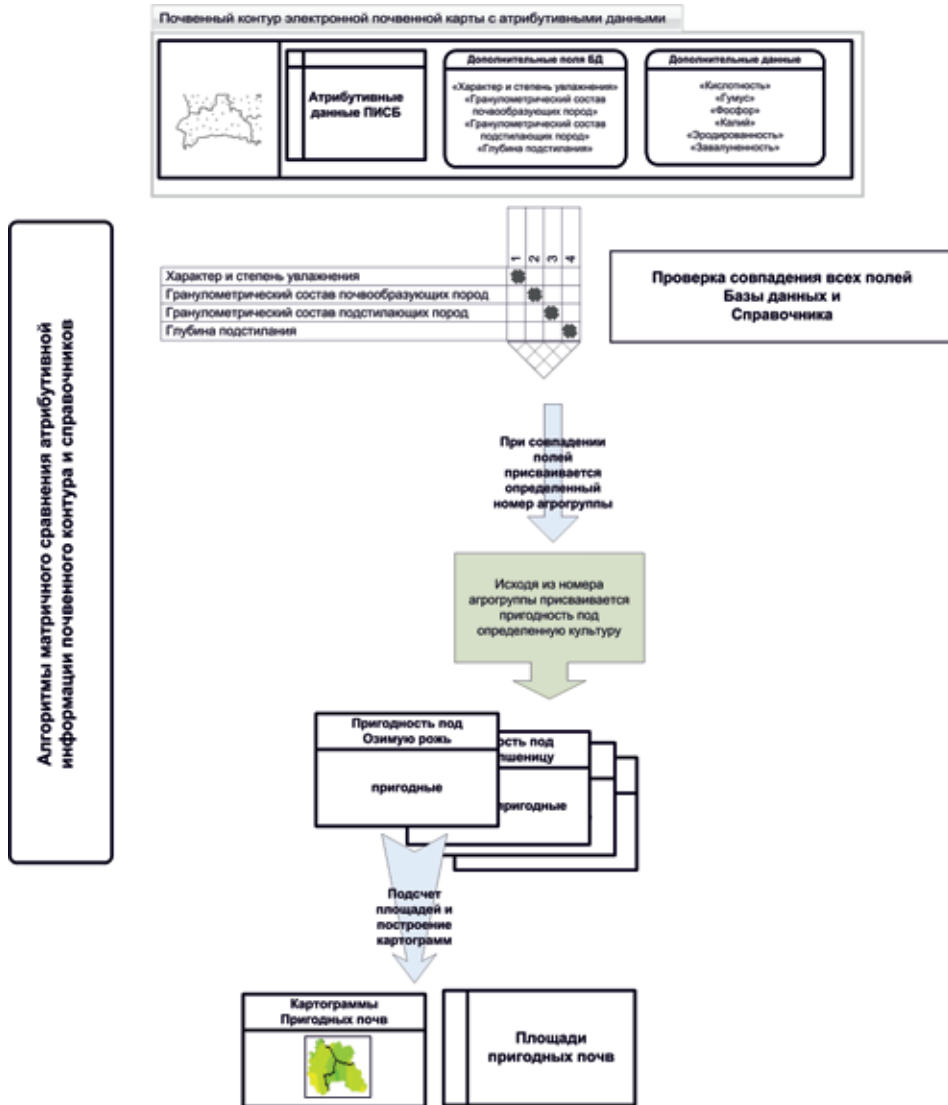 Почвенный контур электронной почвенной карты с атрибутивными данными
Атрибутивные
данные ПИСБ
Дополнительные поля БД
«Характер и степень увлажнения»
«Гранулометрический состав
почвообразующих пород»
«Гранулометрический состав
подстилающих пород»
«Глубина подстилания»
Дополнительные данные
«Кислотность»
«Гумус»
«Фосфор»
«Калий»
«Эродированность»
«Завалуненность»
Алгоритмы матричного сравнения атрибутивной
информации почвенного контура и справочников
1
2
3
4
Характер и степень увлажнения
Гранулометрический состав почвообразующих пород
Гранулометрический состав подстилающих пород
Глубина подстилания
Проверка совпадения всех полей
Базы данных и
Справочника
При совпадении
полей
присваивается
определенный
номер агрогруппы
Исходя из номера
агрогруппы присваивается
пригодность под
определенную культуру
Пригодность под
Озимую рожь
пригодные
ость под
пшеницу
пригодные
Подсчет
площадей и
построение
картограмм
Картограммы
Пригодных почв
Площади
пригодных почв